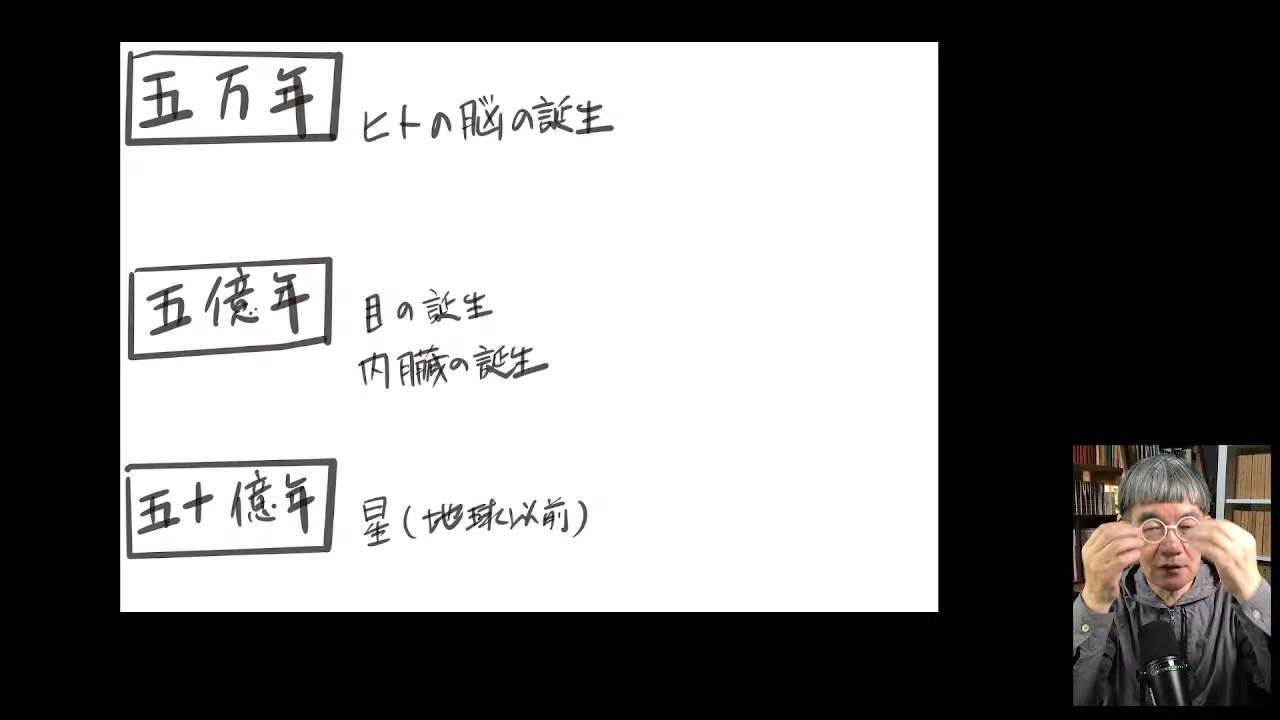 五万年
ヒトの脳の誕生
五億年
目の誕生
内臓の誕生
五十億年
星(地球以前)